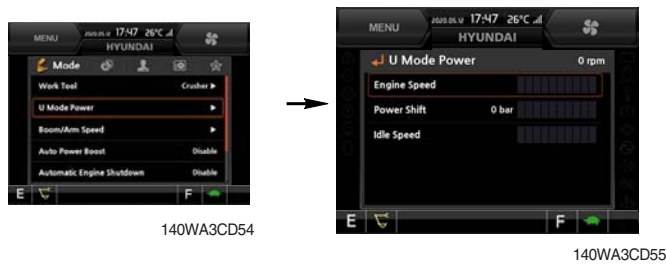 MENU 17:47 26°C
HYUNDAI
Mode
Work Tool Crusher
U Mode Power
Boom/Arm Speed
Auto Power Boost Disable
Automatic Engine Shutdown Disable
E F
140WA3CD54
MENU 17:47 26°C
HYUNDAI
U Mode Power 0 rpm
Engine Speed
Power Shift 0 bar
Idle Speed
E F
140WA3CD55